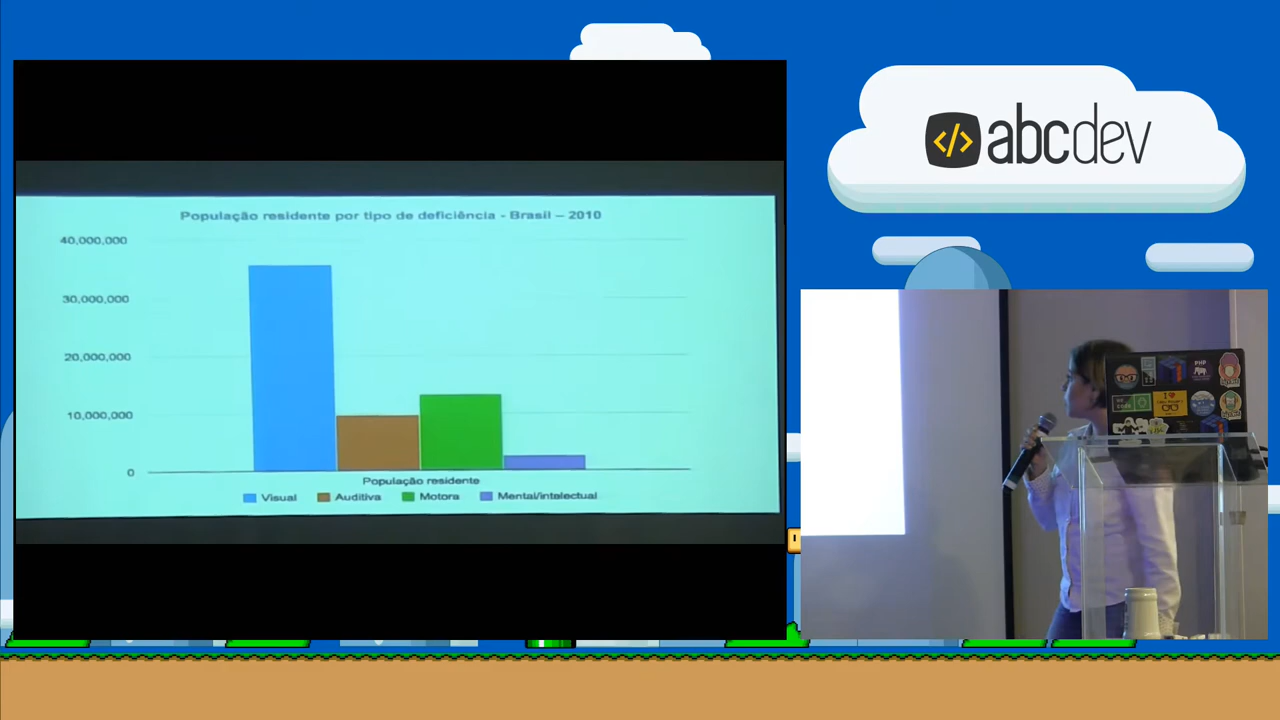 População residente por tipo de deficiência - Brasil – 2010
40,000,000
30,000,000
20,000,000
10,000,000
0
População residente
Visual
Auditiva
Motora
Mental/intelectual
</> abcdev
PHP